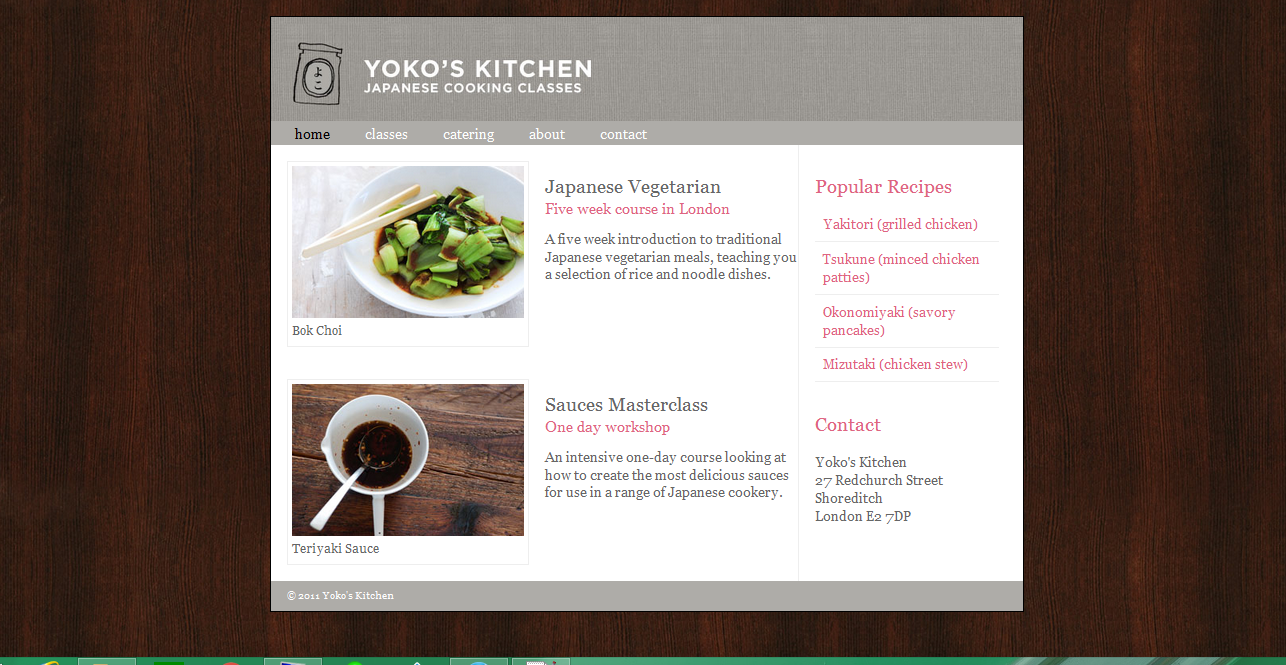 よこ
YOKO'S KITCHEN
JAPANESE COOKING CLASSES
home classes catering about contact
Bok Choi
Japanese Vegetarian
Five week course in London
A five week introduction to traditional
Japanese vegetarian meals, teaching you
a selection of rice and noodle dishes.
Teriyaki Sauce
Sauces Masterclass
One day workshop
An intensive one-day course looking at
how to create the most delicious sauces
for use in a range of Japanese cookery.
Popular Recipes
Yakitori (grilled chicken)
Tsukune (minced chicken
patties)
Okonomiyaki (savory
pancakes)
Mizutaki (chicken stew)
Contact
Yoko's Kitchen
27 Redchurch Street
Shoreditch
London E2 7DP
© 2011 Yoko's Kitchen